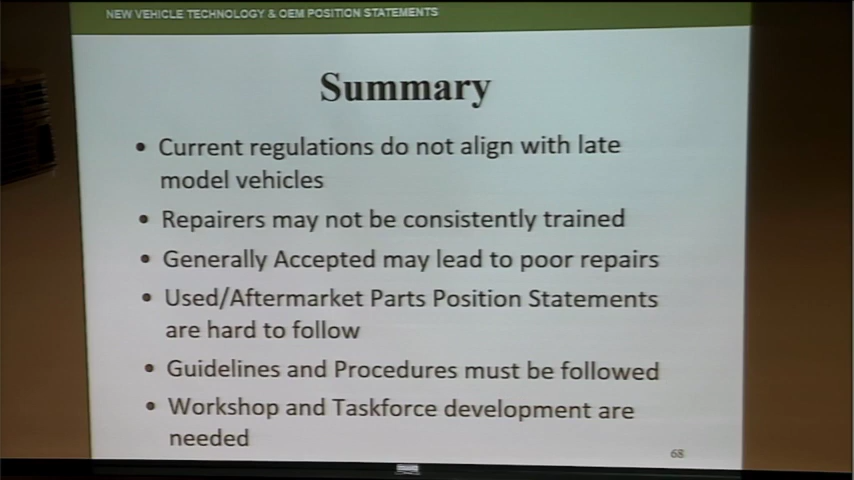 NEW VEHICLE TECHNOLOGY & OEM POSITION STATEMENTS
Summary
• Current regulations do not align with late
model vehicles
• Repairers may not be consistently trained
• Generally Accepted may lead to poor repairs
• Used/Aftermarket Parts Position Statements
are hard to follow
• Guidelines and Procedures must be followed
• Workshop and Taskforce development are
needed
68